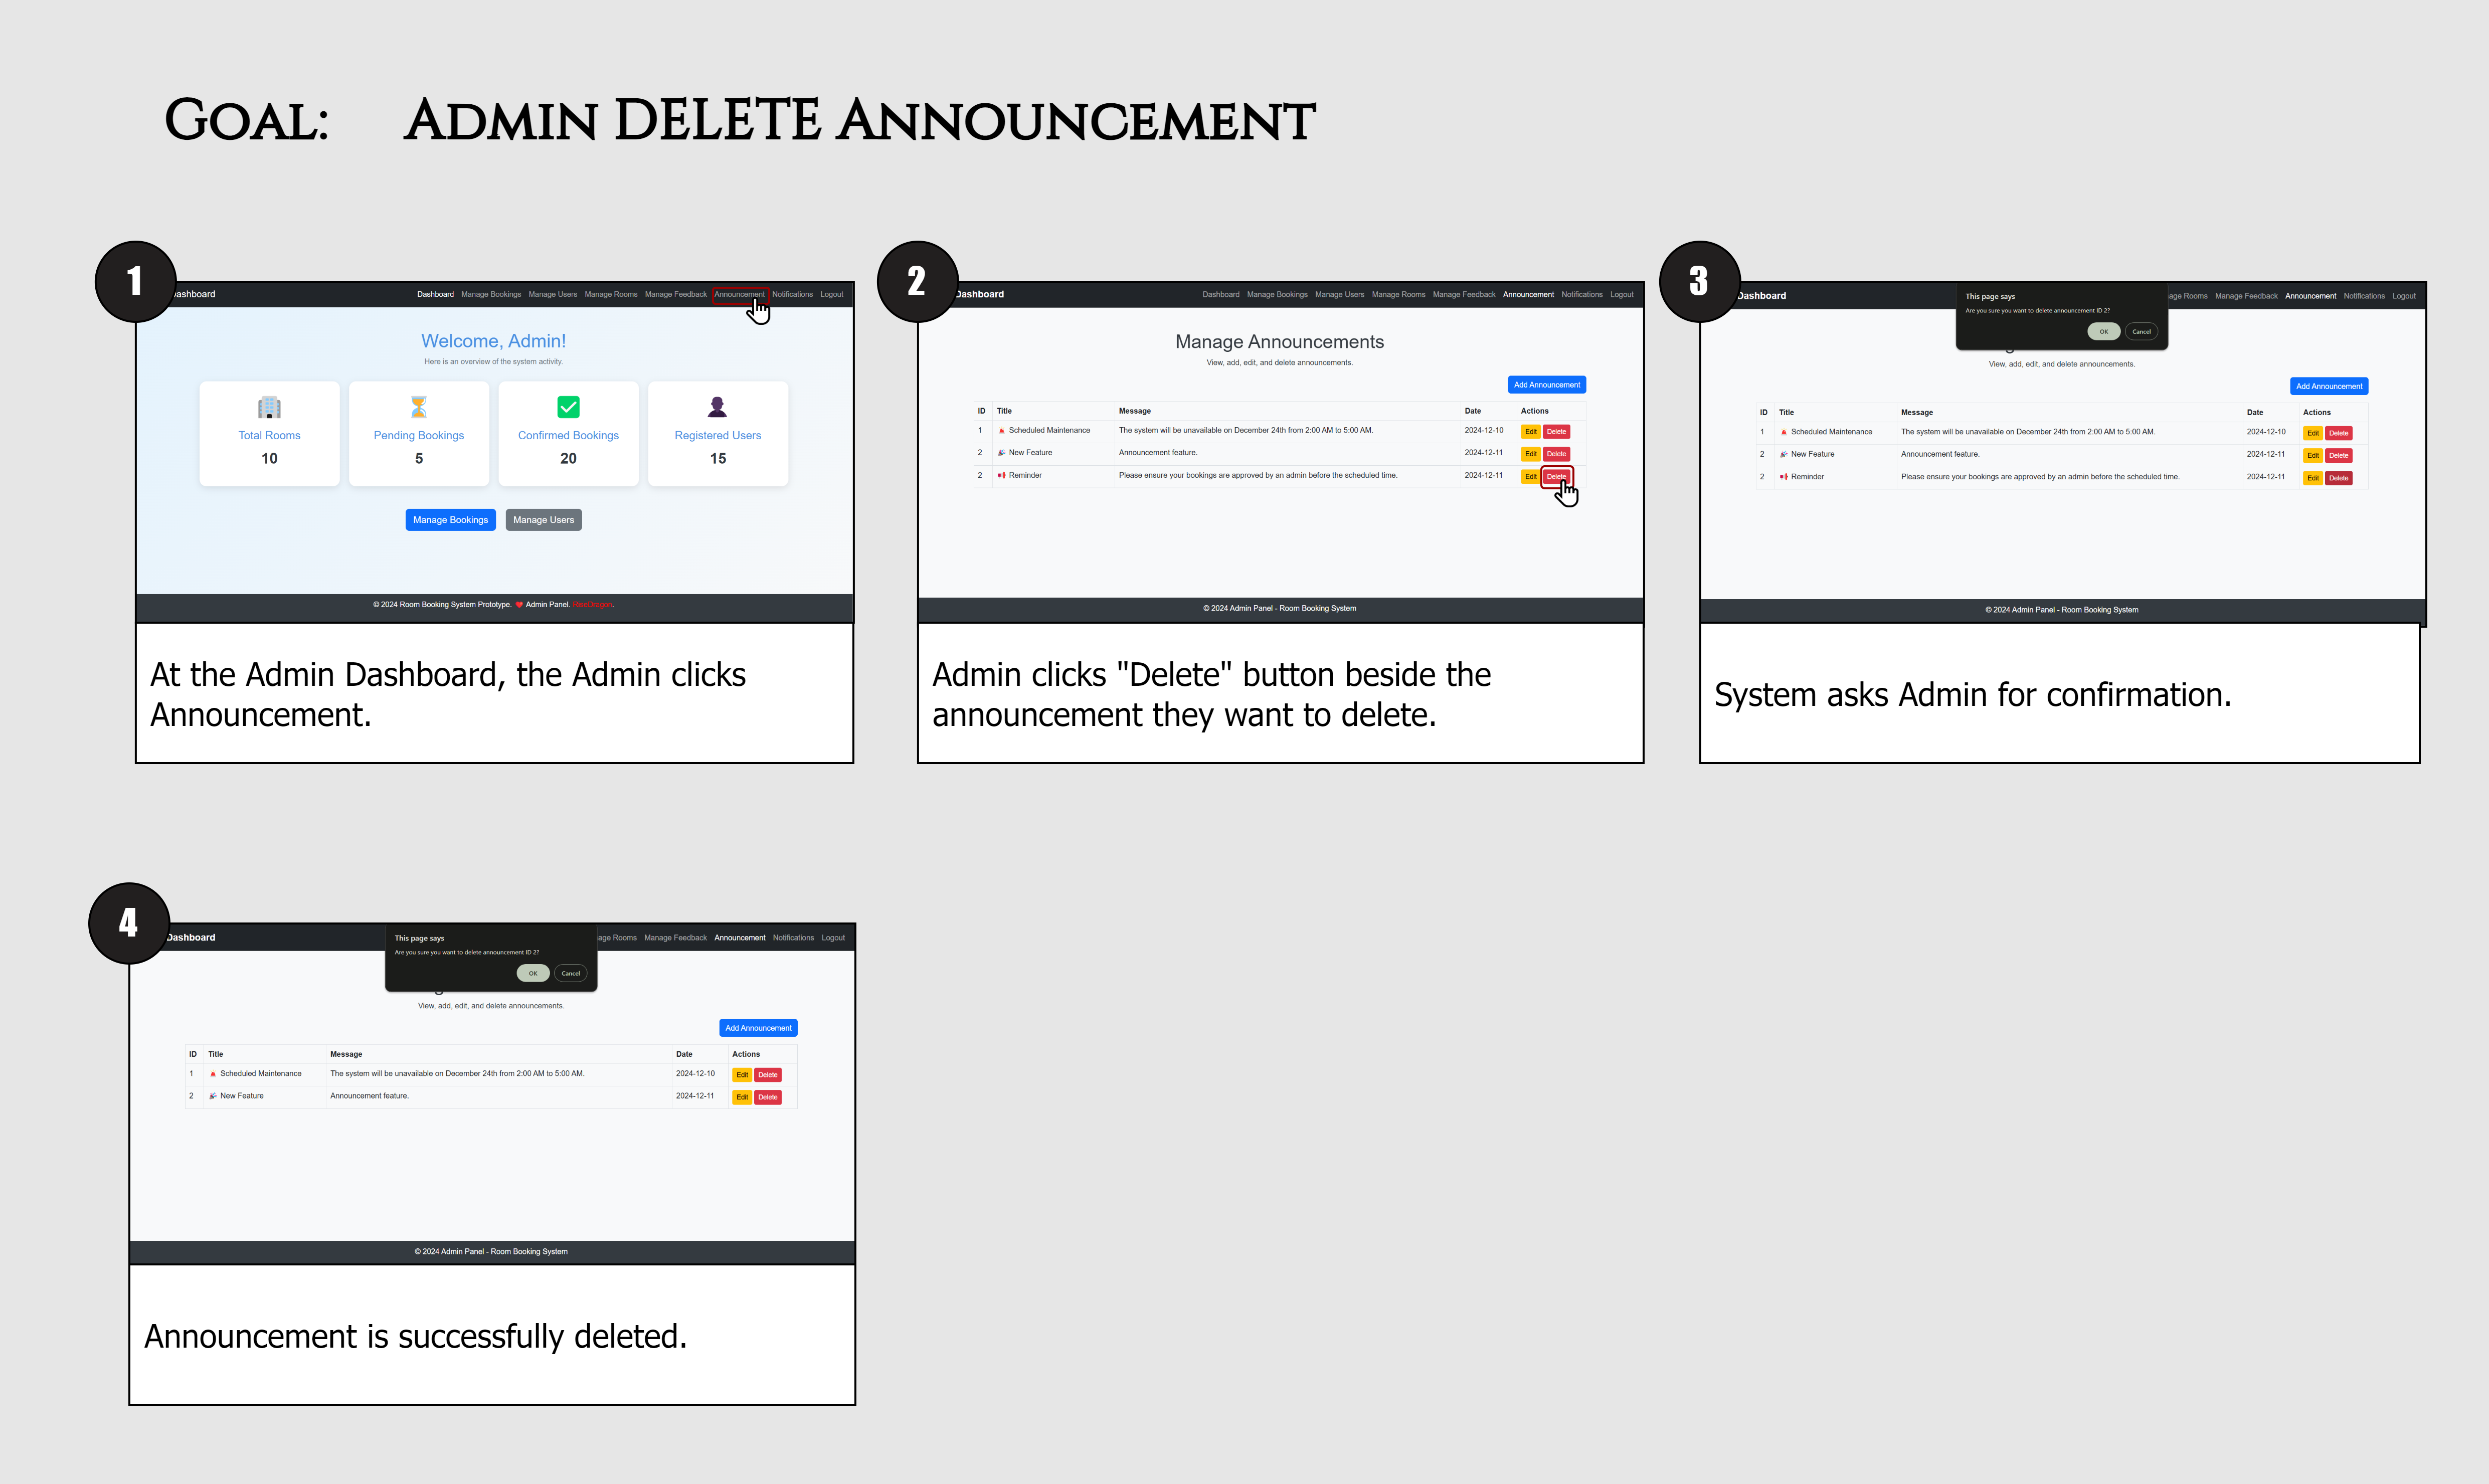 Goal: Admin DELETE Announcement
1
Dashboard
Dashboard Manage Bookings Manage Users Manage Rooms Manage Feedback Announcement Notifications Logout
Welcome, Admin!
Here is an overview of the system activity.
Total Rooms Pending Bookings Confirmed Bookings Registered Users
10 5 20 15
Manage Bookings Manage Users
© 2024 Room Booking System Prototype. ❤️ Admin Panel. RissDragon.
At the Admin Dashboard, the Admin clicks
Announcement.
2
Dashboard
Dashboard Manage Bookings Manage Users Manage Rooms Manage Feedback Announcement Notifications Logout
Manage Announcements
View, add, edit, and delete announcements.
Add Announcement
ID Title Message Date Actions
1 Scheduled Maintenance The system will be unavailable on December 24th from 2:00 AM to 5:00 AM. 2024-12-10 Edit Delete
2 New Feature Announcement feature. 2024-12-11 Edit Delete
2 Reminder Please ensure your bookings are approved by an admin before the scheduled time. 2024-12-11 Edit Delete
© 2024 Admin Panel - Room Booking System
Admin clicks "Delete" button beside the
announcement they want to delete.
3
Dashboard
age Rooms Manage Feedback Announcement Notifications Logout
This page says
Are you sure you want to delete announcement ID 2?
OK Cancel
View, add, edit, and delete announcements.
Add Announcement
ID Title Message Date Actions
1 Scheduled Maintenance The system will be unavailable on December 24th from 2:00 AM to 5:00 AM. 2024-12-10 Edit Delete
2 New Feature Announcement feature. 2024-12-11 Edit Delete
2 Reminder Please ensure your bookings are approved by an admin before the scheduled time. 2024-12-11 Edit Delete
© 2024 Admin Panel - Room Booking System
System asks Admin for confirmation.
4
Dashboard
age Rooms Manage Feedback Announcement Notifications Logout
This page says
Are you sure you want to delete announcement ID 2?
OK Cancel
View, add, edit, and delete announcements.
Add Announcement
ID Title Message Date Actions
1 Scheduled Maintenance The system will be unavailable on December 24th from 2:00 AM to 5:00 AM. 2024-12-10 Edit Delete
2 New Feature Announcement feature. 2024-12-11 Edit Delete
© 2024 Admin Panel - Room Booking System
Announcement is successfully deleted.